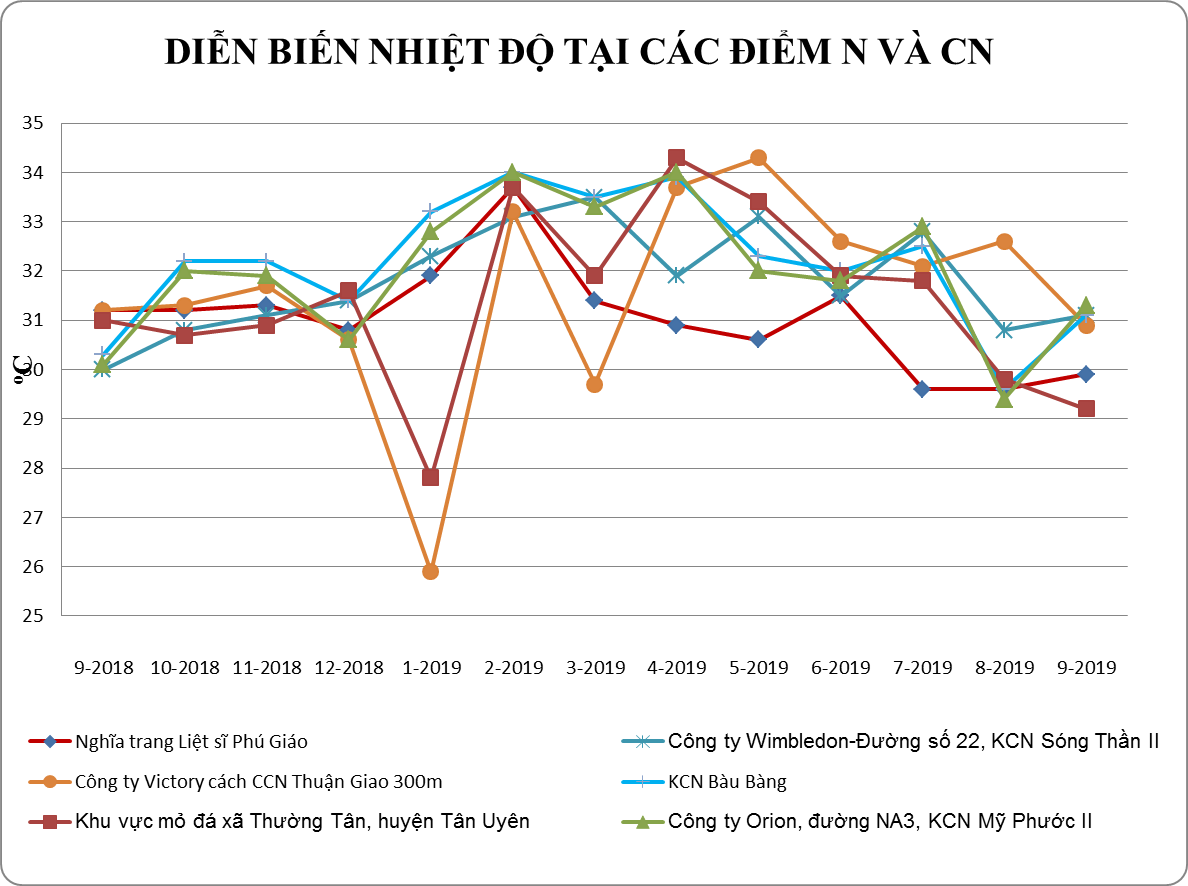 DIỄN BIẾN NHIỆT ĐỘ TẠI CÁC ĐIỂM N VÀ CN
35
34
33
32
31
30
29
28
27
26
25
ºC
9-2018 10-2018 11-2018 12-2018 1-2019 2-2019 3-2019 4-2019 5-2019 6-2019 7-2019 8-2019 9-2019
Nghĩa trang Liệt sĩ Phú Giáo
Công ty Wimbledon-Đường số 22, KCN Sóng Thần II
Công ty Victory cách CCN Thuận Giao 300m
KCN Bàu Bàng
Khu vực mỏ đá xã Thường Tân, huyện Tân Uyên
Công ty Orion, đường NA3, KCN Mỹ Phước II